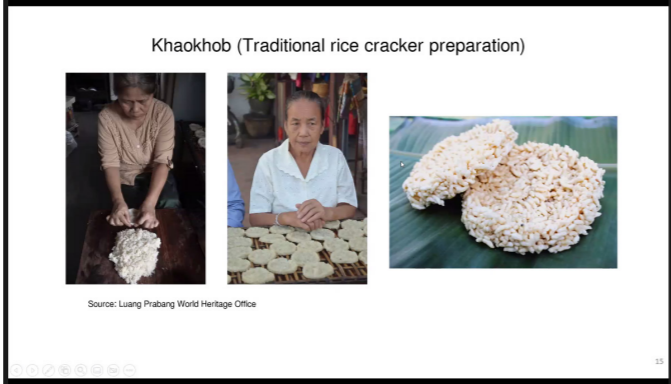 Khaokhob (Traditional rice cracker preparation)
Source: Luang Prabang World Heritage Office
15